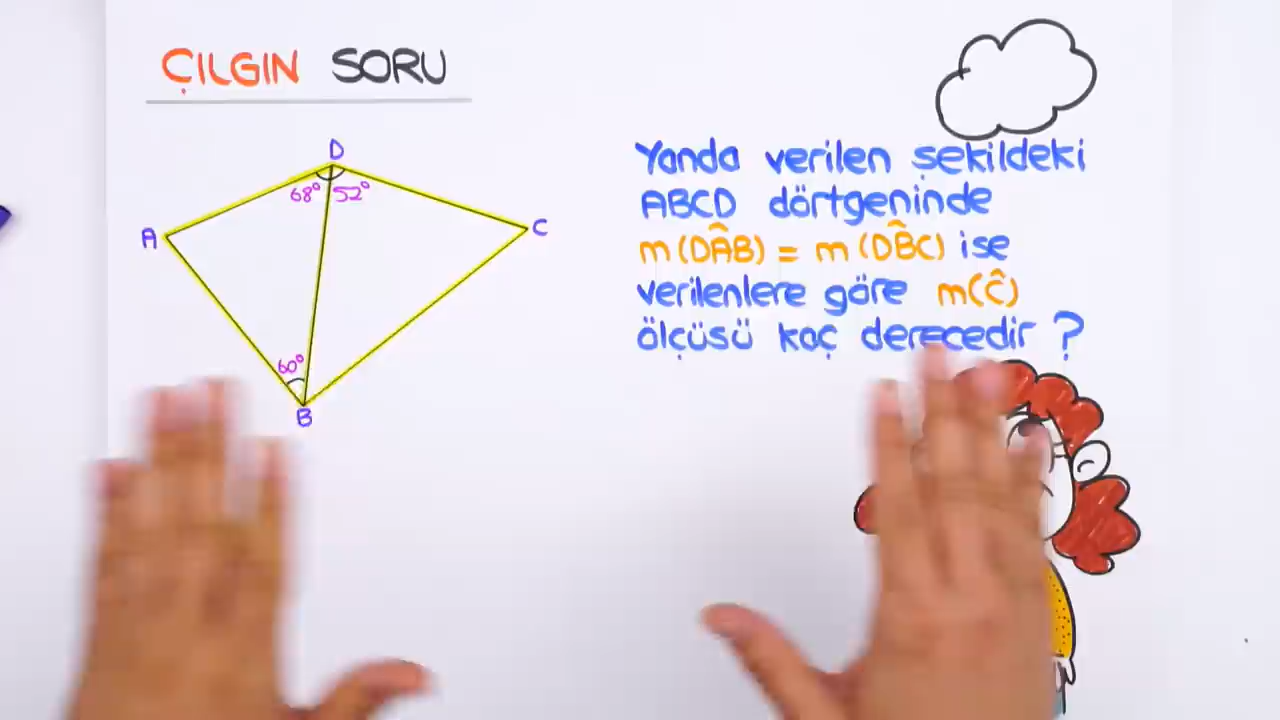 ÇILGIN SORU
D
68° 52°
A
C
60°
B
Yanda verilen şekildeki
ABCD dörtgeninde
m(DÂB) = m(DB̂C) ise
verilenlere göre m(Ĉ)
ölçüsü kaç derecedir ?